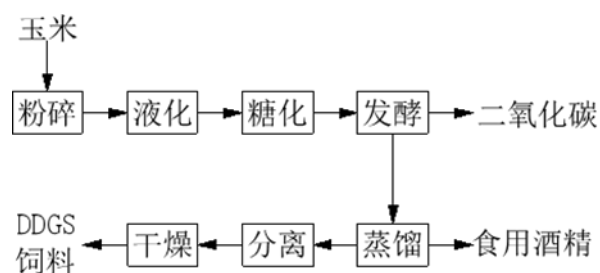 玉米
粉碎 液化 糖化 发酵 二氧化碳
DDGS
饲料 干燥 分离 蒸馏 食用酒精